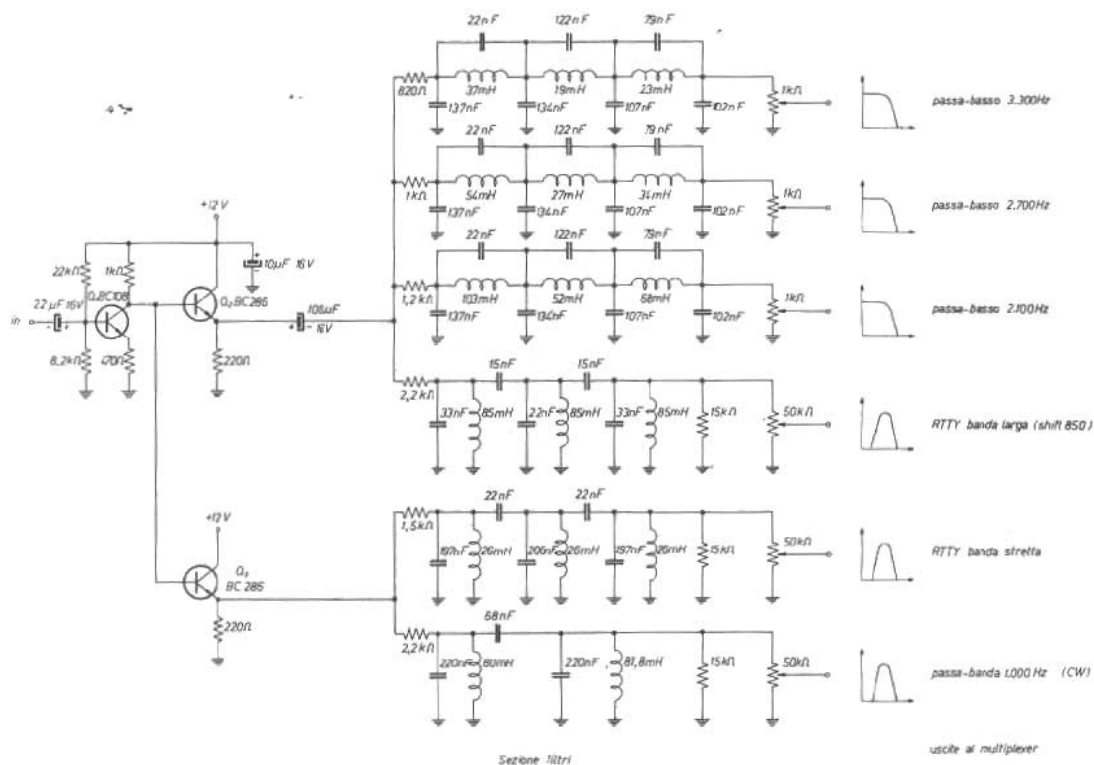 22nF 122nF 79nF
820Ω 37mH 19mH 23mH 1kΩ
137nF 134nF 107nF 102nF
passa-basso 3.300Hz
22nF 122nF 79nF
1kΩ 54mH 27mH 34mH 1kΩ
137nF 134nF 107nF 102nF
passa-basso 2.700Hz
22nF 122nF 79nF
1,2kΩ 103mH 52mH 68mH 1kΩ
137nF 134nF 107nF 102nF
passa-basso 2.100Hz
+12V
22kΩ 1kΩ
10µF 16V
Q₁BC108
Q₂BC286
22µF 16V
in
16V
8,2kΩ 470Ω 220Ω
15nF 15nF
2,2kΩ
33nF 85mH 22nF 85mH 33nF 85mH 15kΩ 50kΩ
RTTY banda larga (shift 850)
22nF 22nF
1,5kΩ
197nF 26mH 206nF 26mH 197nF 26mH 15kΩ 50kΩ
RTTY banda stretta
+12V
Q₃
BC 286
220Ω
68nF
2,2kΩ
220nF 80mH 220nF 81,8mH 15kΩ 50kΩ
passa-banda 1.000 Hz (CW)
Sezione filtri
uscite al multiplexer